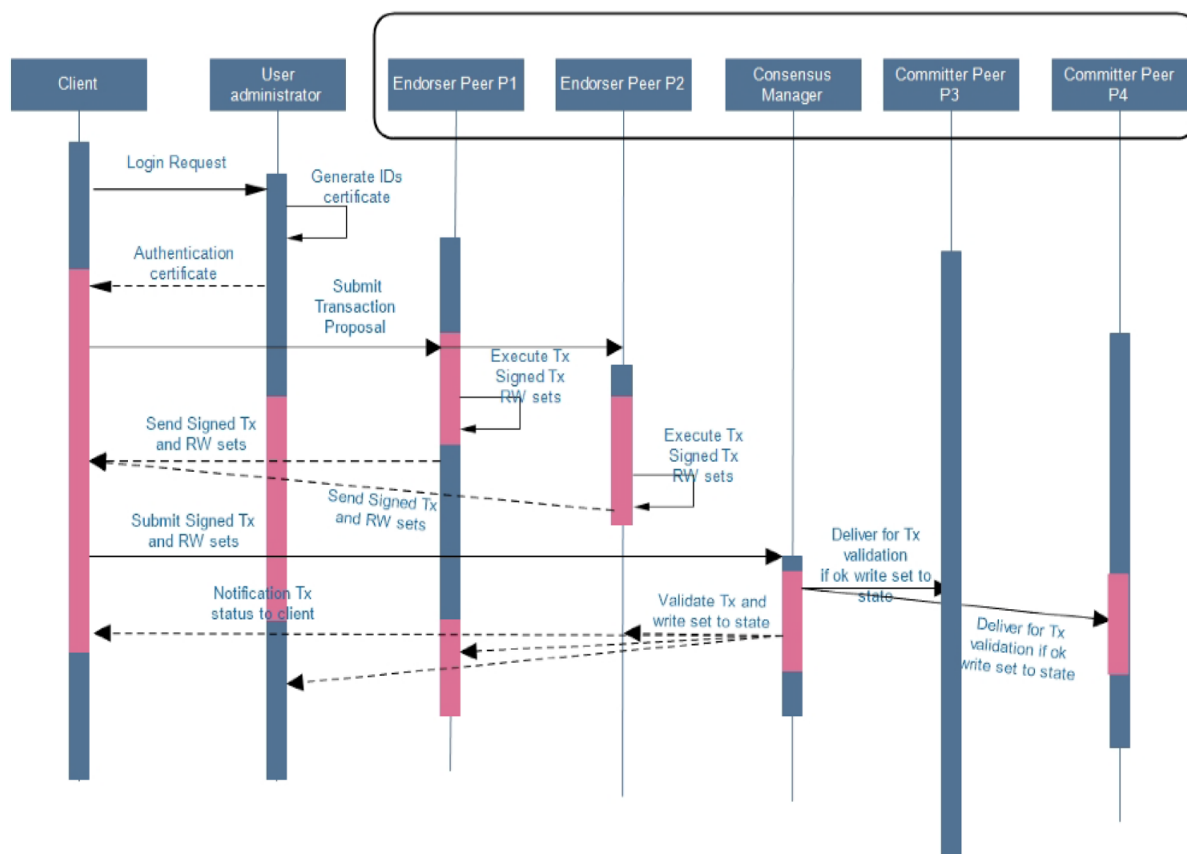 Client
User
administrator
Endorser Peer P1
Endorser Peer P2
Consensus
Manager
Committer Peer
P3
Committer Peer
P4
Login Request
Generate IDs
certificate
Authentication
certificate
Submit
Transaction
Proposal
Execute Tx
Signed Tx
RW sets
Send Signed Tx
and RW sets
Execute Tx
Signed Tx
RW sets
Send Signed Tx
and RW sets
Submit Signed Tx
and RW sets
Deliver for Tx
validation
if ok write set to
state
Notification Tx
status to client
Validate Tx and
write set to state
Deliver for Tx
validation if ok
write set to state